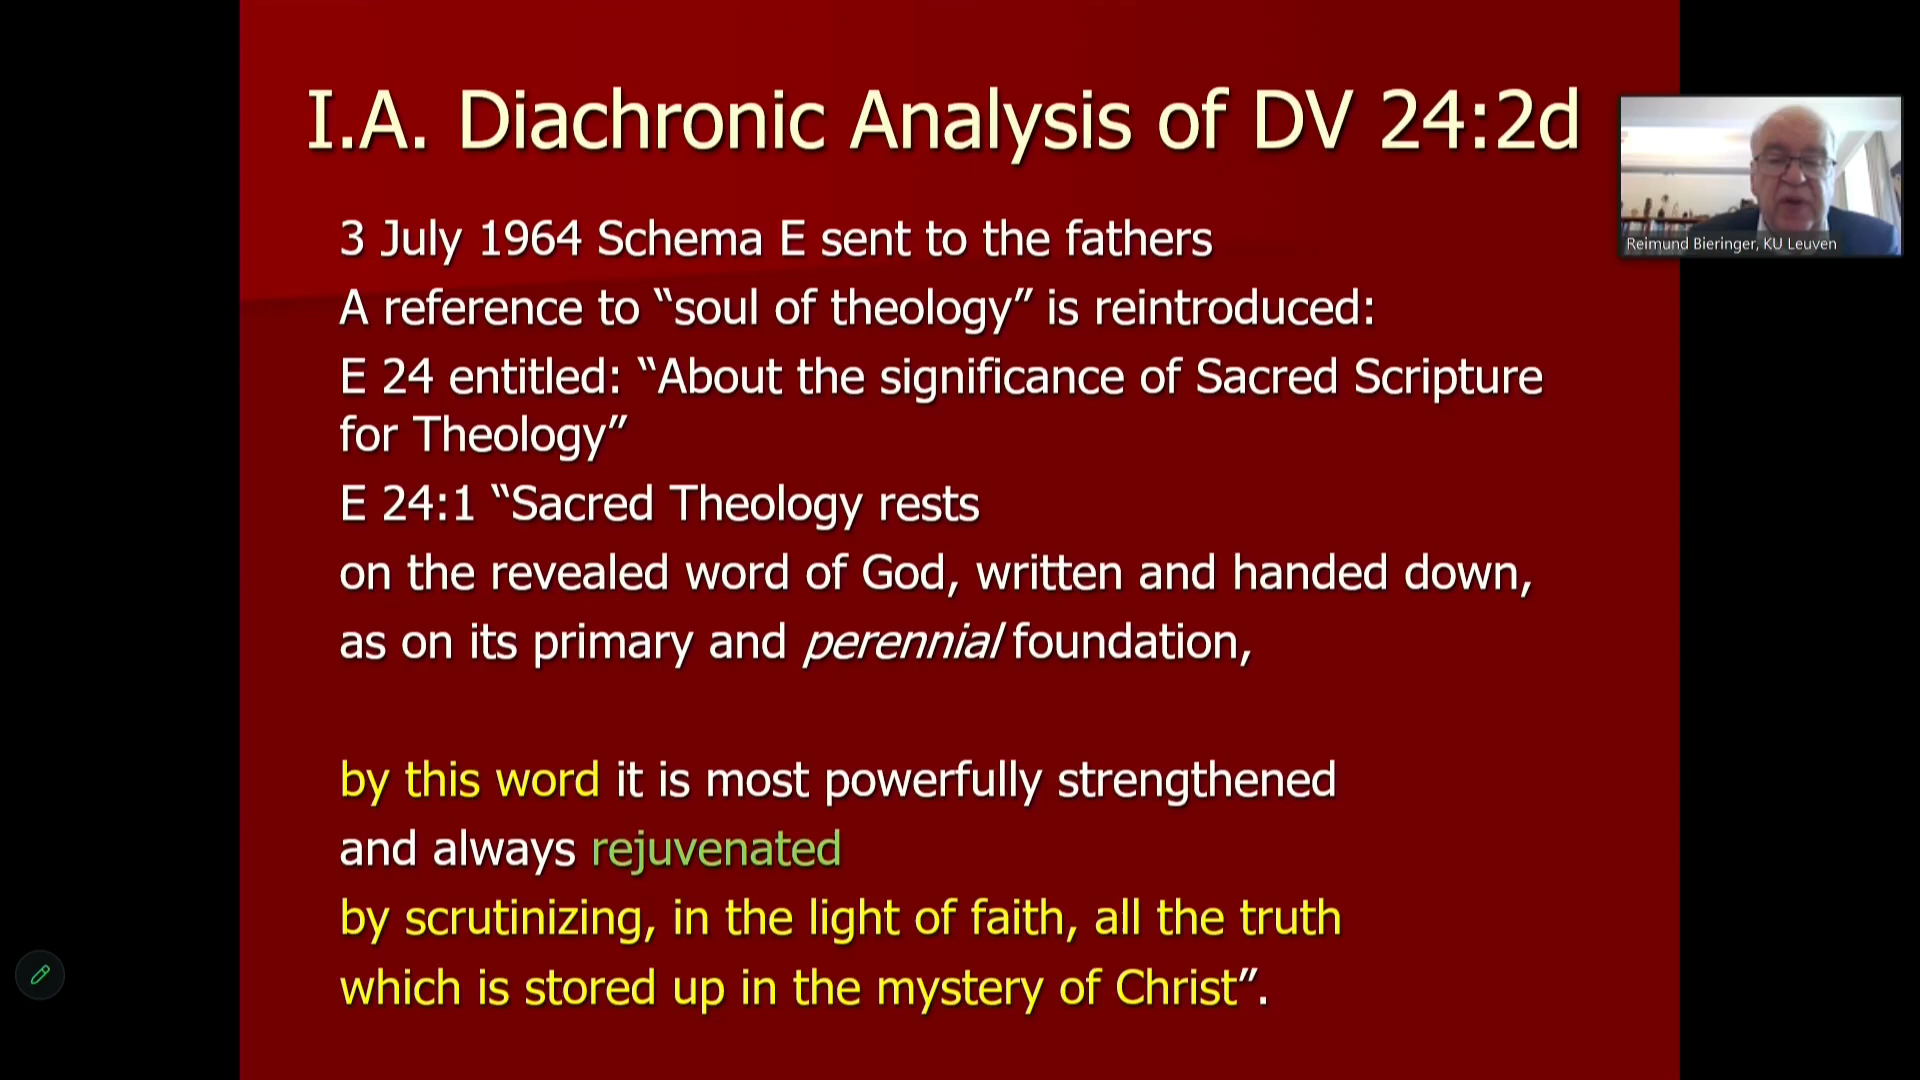 I.A. Diachronic Analysis of DV 24:2d
3 July 1964 Schema E sent to the fathers
A reference to “soul of theology” is reintroduced:
E 24 entitled: “About the significance of Sacred Scripture
for Theology”
E 24:1 “Sacred Theology rests
on the revealed word of God, written and handed down,
as on its primary and perennial foundation,
by this word it is most powerfully strengthened
and always rejuvenated
by scrutinizing, in the light of faith, all the truth
which is stored up in the mystery of Christ”.
Reimund Bieringer, KU Leuven